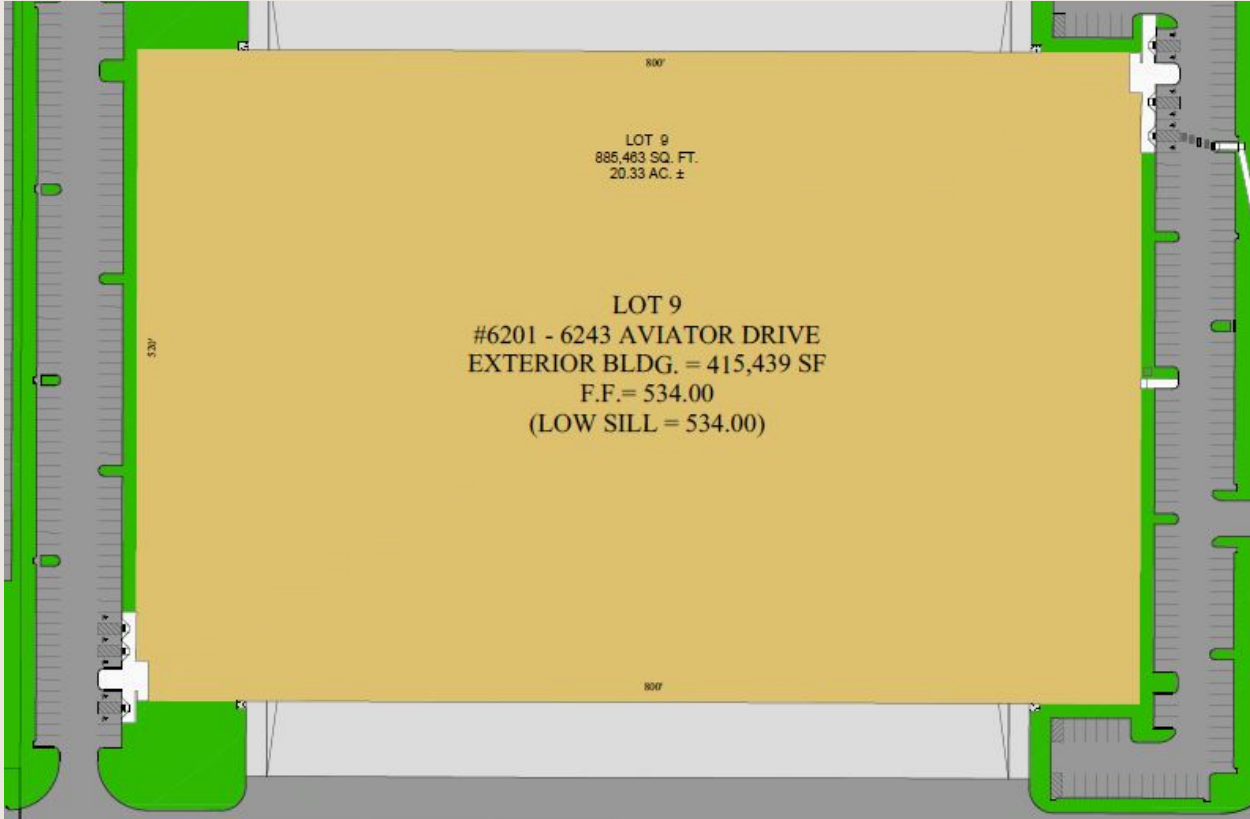 800'
LOT 9
885,463 SQ. FT.
20.33 AC. ±
LOT 9
#6201 - 6243 AVIATOR DRIVE
EXTERIOR BLDG. = 415,439 SF
F.F.= 534.00
(LOW SILL = 534.00)
520'
800'